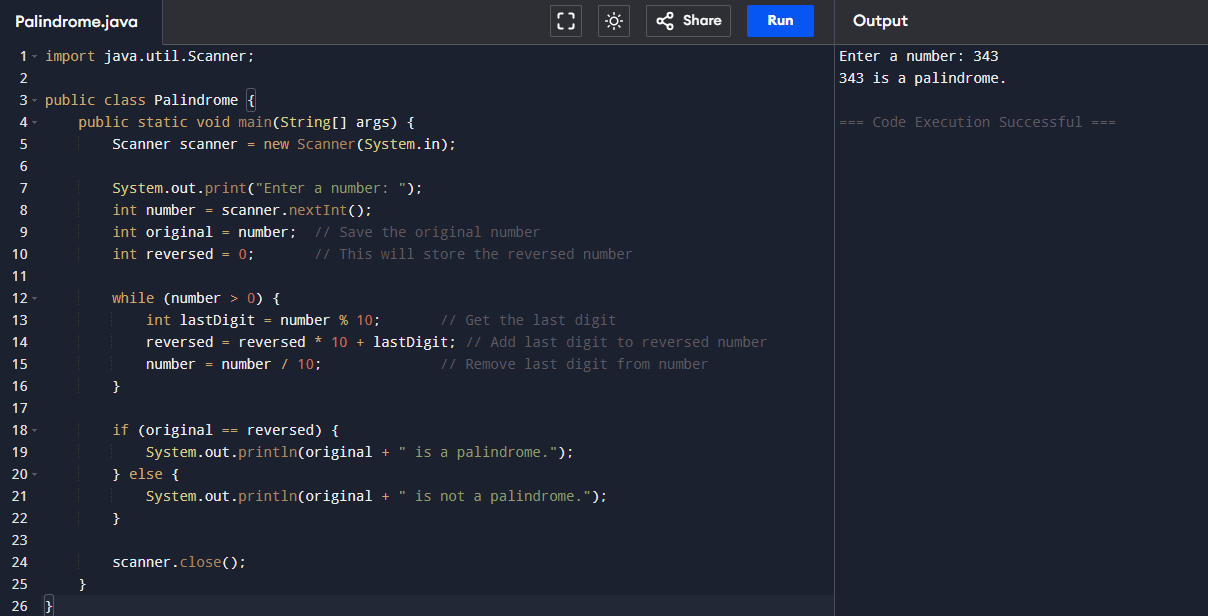 Palindrome.java
Share
Run
Output
1 import java.util.Scanner;
2
3 public class Palindrome {
4     public static void main(String[] args) {
5         Scanner scanner = new Scanner(System.in);
6
7         System.out.print("Enter a number: ");
8         int number = scanner.nextInt();
9         int original = number;  // Save the original number
10         int reversed = 0;       // This will store the reversed number
11
12         while (number > 0) {
13             int lastDigit = number % 10;       // Get the last digit
14             reversed = reversed * 10 + lastDigit; // Add last digit to reversed number
15             number = number / 10;              // Remove last digit from number
16         }
17
18         if (original == reversed) {
19             System.out.println(original + " is a palindrome.");
20         } else {
21             System.out.println(original + " is not a palindrome.");
22         }
23
24         scanner.close();
25     }
26 }
Enter a number: 343
343 is a palindrome.
=== Code Execution Successful ===